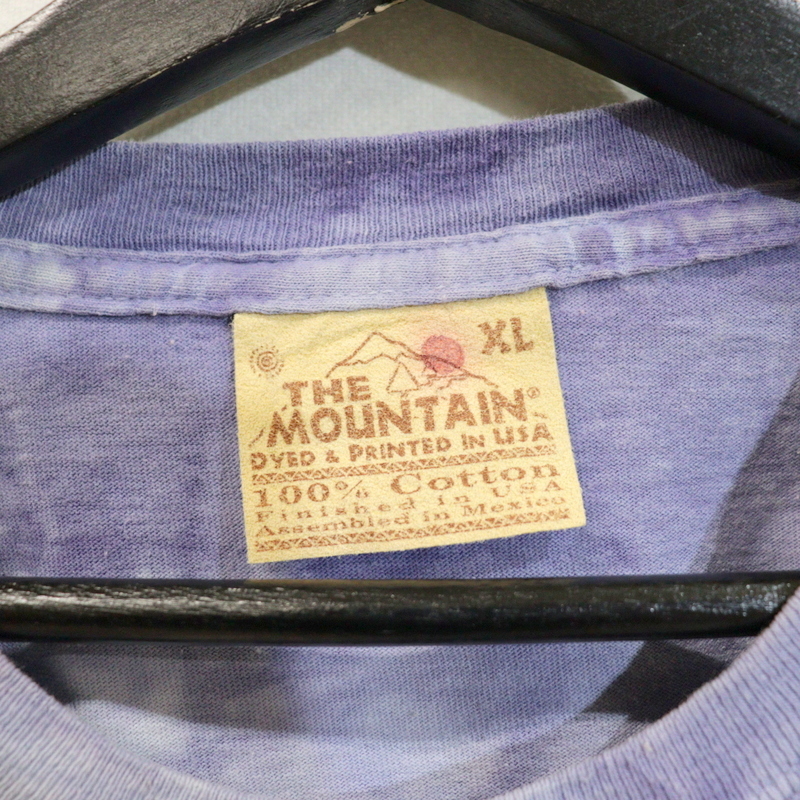 XL
THE
MOUNTAIN®
DYED & PRINTED IN USA
100% Cotton
Finished in USA
Assembled in Mexico